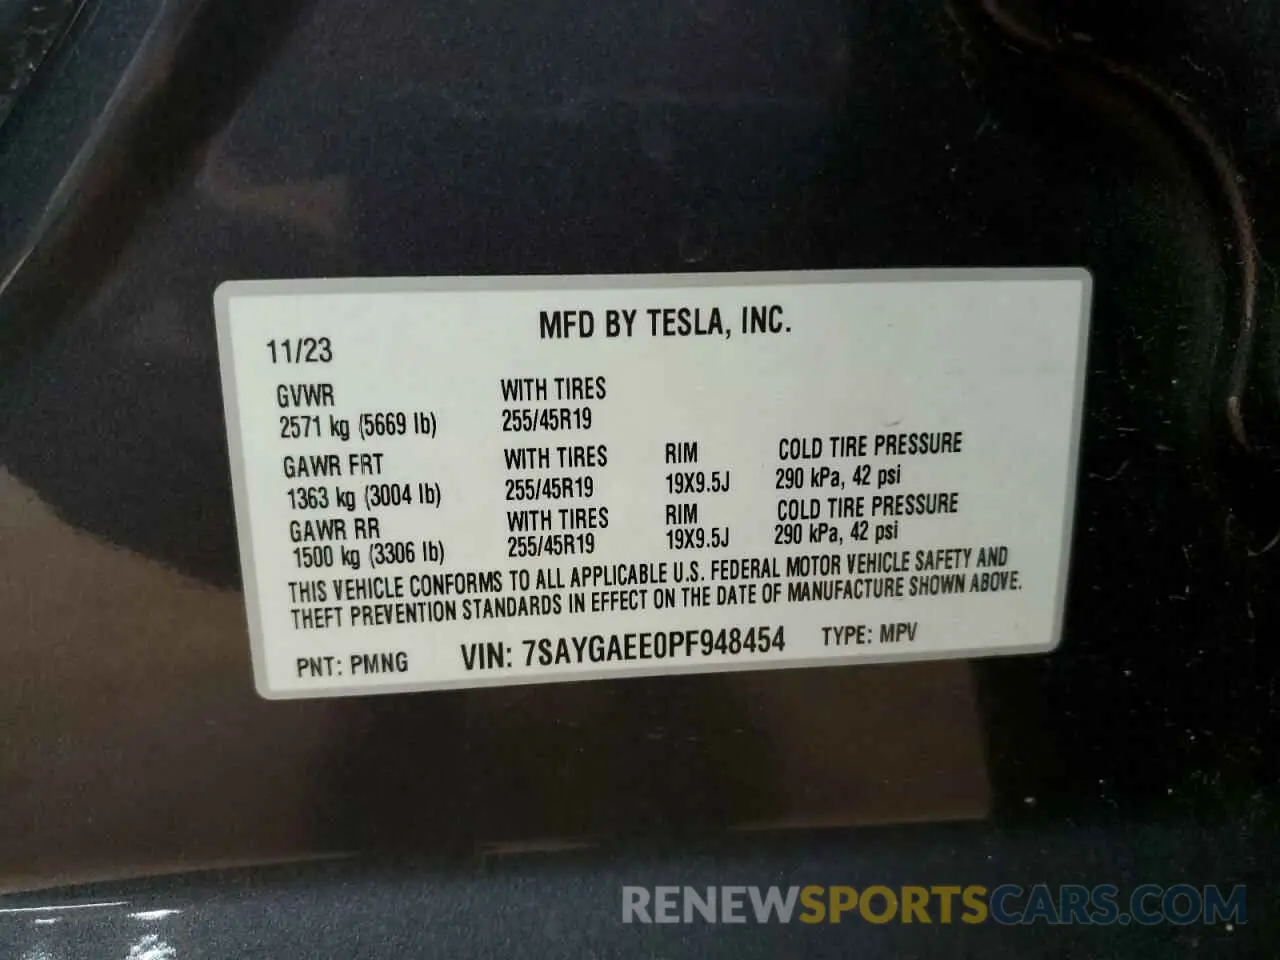 MFD BY TESLA, INC.
11/23
GVWR WITH TIRES
2571 kg (5669 lb) 255/45R19
GAWR FRT WITH TIRES RIM COLD TIRE PRESSURE
1363 kg (3004 lb) 255/45R19 19X9.5J 290 kPa, 42 psi
GAWR RR WITH TIRES RIM COLD TIRE PRESSURE
1500 kg (3306 lb) 255/45R19 19X9.5J 290 kPa, 42 psi
THIS VEHICLE CONFORMS TO ALL APPLICABLE U.S. FEDERAL MOTOR VEHICLE SAFETY AND
THEFT PREVENTION STANDARDS IN EFFECT ON THE DATE OF MANUFACTURE SHOWN ABOVE.
PNT: PMNG VIN: 7SAYGAEE0PF948454 TYPE: MPV
RENEWSPORTSCARS.COM